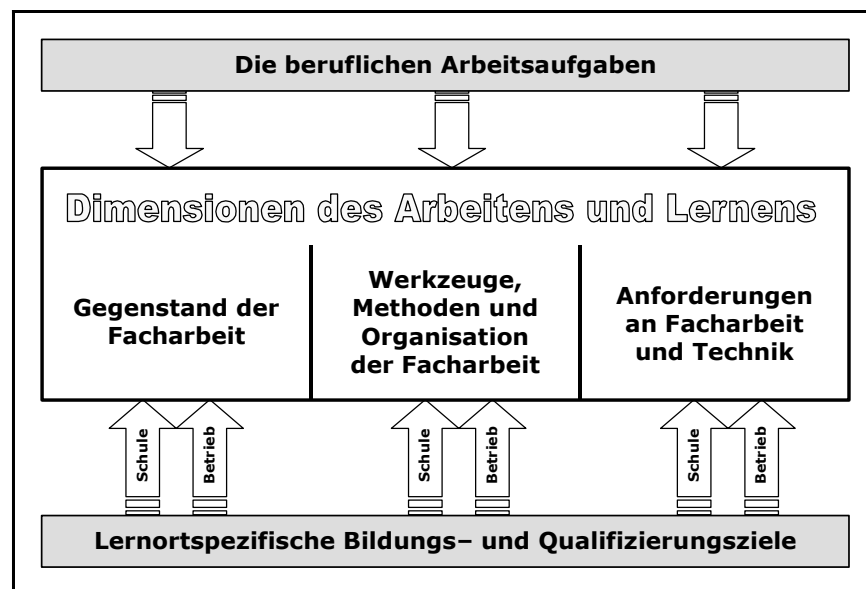 Die beruflichen Arbeitsaufgaben
Dimensionen des Arbeitens und Lernens
Gegenstand der
Facharbeit
Werkzeuge,
Methoden und
Organisation
der Facharbeit
Anforderungen
an Facharbeit
und Technik
Schule
Betrieb
Schule
Betrieb
Schule
Betrieb
Lernortspezifische Bildungs– und Qualifizierungsziele